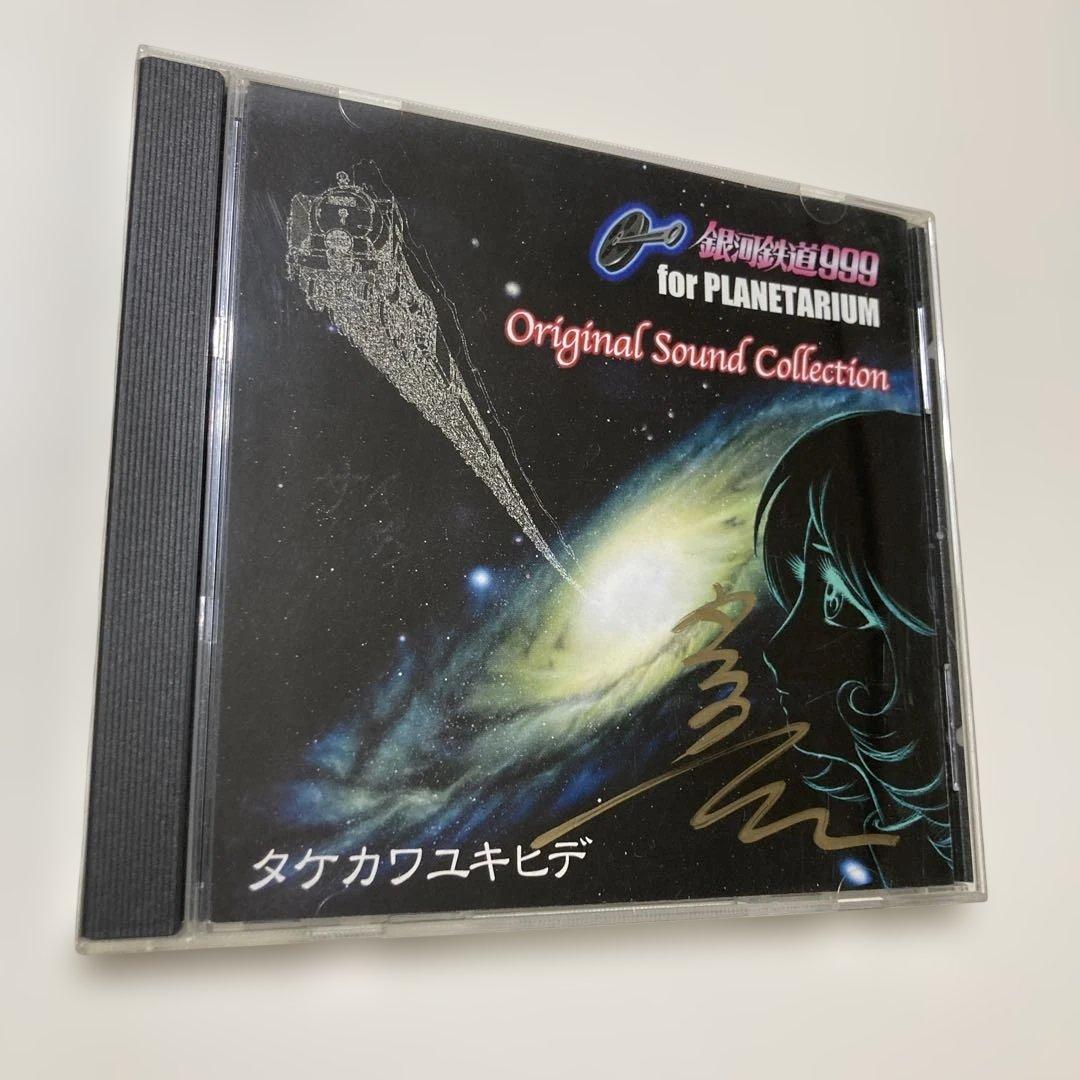 銀河鉄道999
for PLANETARIUM
Original Sound Collection
タケカワユキヒデ